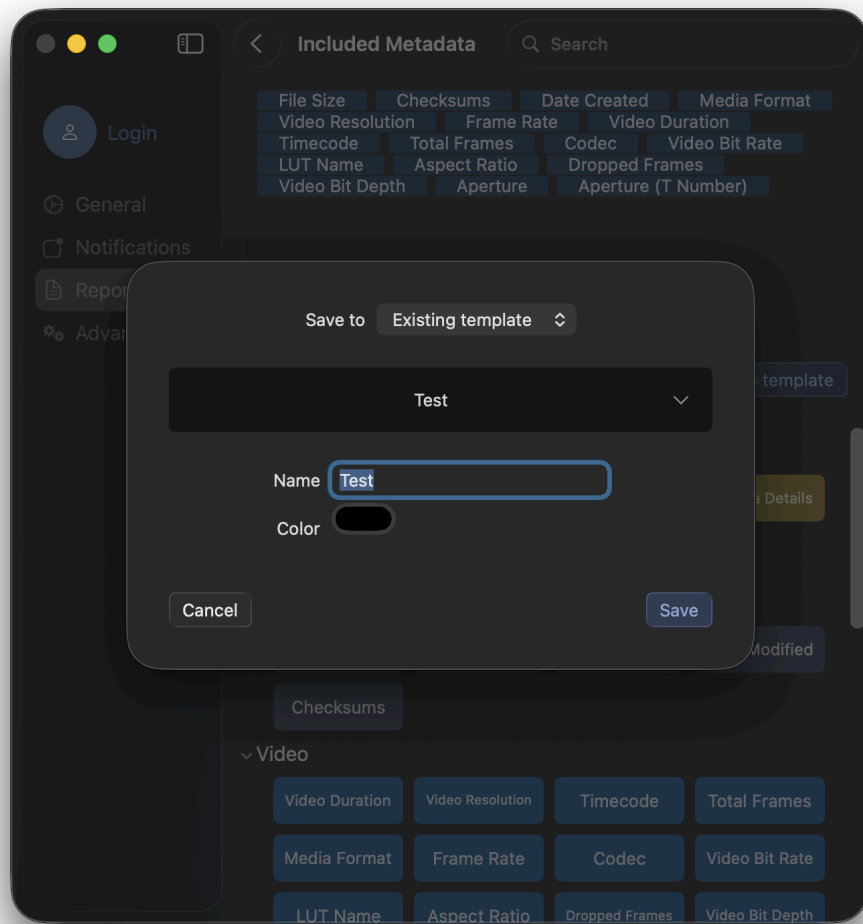 Included Metadata
Search
Login
General
Notifications
Repor
Advan
File Size Checksums Date Created Media Format
Video Resolution Frame Rate Video Duration
Timecode Total Frames Codec Video Bit Rate
LUT Name Aspect Ratio Dropped Frames
Video Bit Depth Aperture Aperture (T Number)
template
Save to Existing template
Test
Name Test
Color
Cancel Save
Details
Modified
Checksums
Video
Video Duration Video Resolution Timecode Total Frames
Media Format Frame Rate Codec Video Bit Rate
LUT Name Aspect Ratio Dropped Frames Video Bit Depth